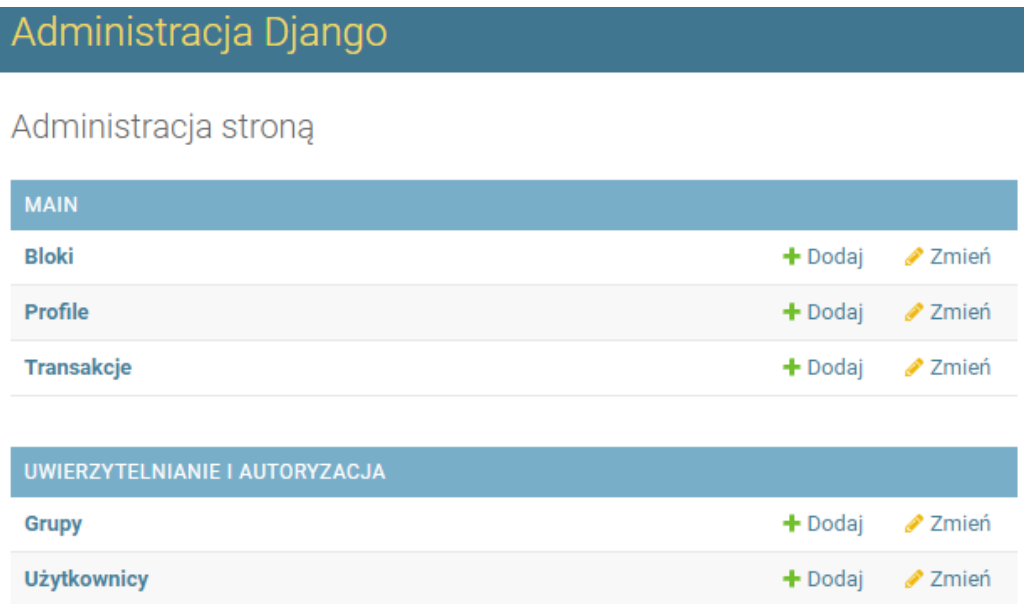 Administracja Django
Administracja stroną
MAIN
Bloki Dodaj Zmień
Profile Dodaj Zmień
Transakcje Dodaj Zmień
UWIERZYTELNIANIE I AUTORYZACJA
Grupy Dodaj Zmień
Użytkownicy Dodaj Zmień